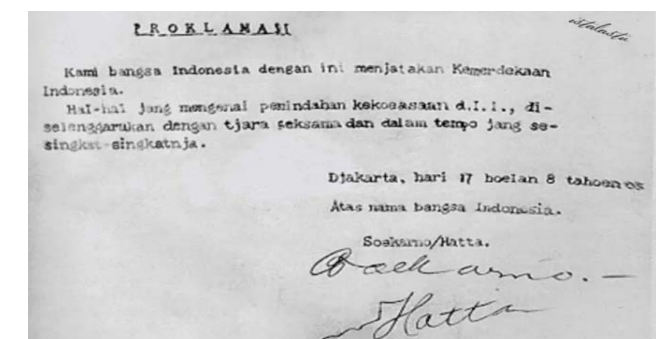 PROKLAMASI
istalastu
Kami bangsa Indonesia dengan ini menjatakan Kemerdekaan
Indonesia.
Hal-hal jang mengenai pemindahan kekoeasaan d.l.l., di-
selenggarakan dengan tjara seksama dan dalam tempo jang se-
singkat-singkatnja.
Djakarta, hari 17 boelan 8 tahoen 05
Atas nama bangsa Indonesia.
Soekarno/Hatta.
Soekarno.-
Hatta